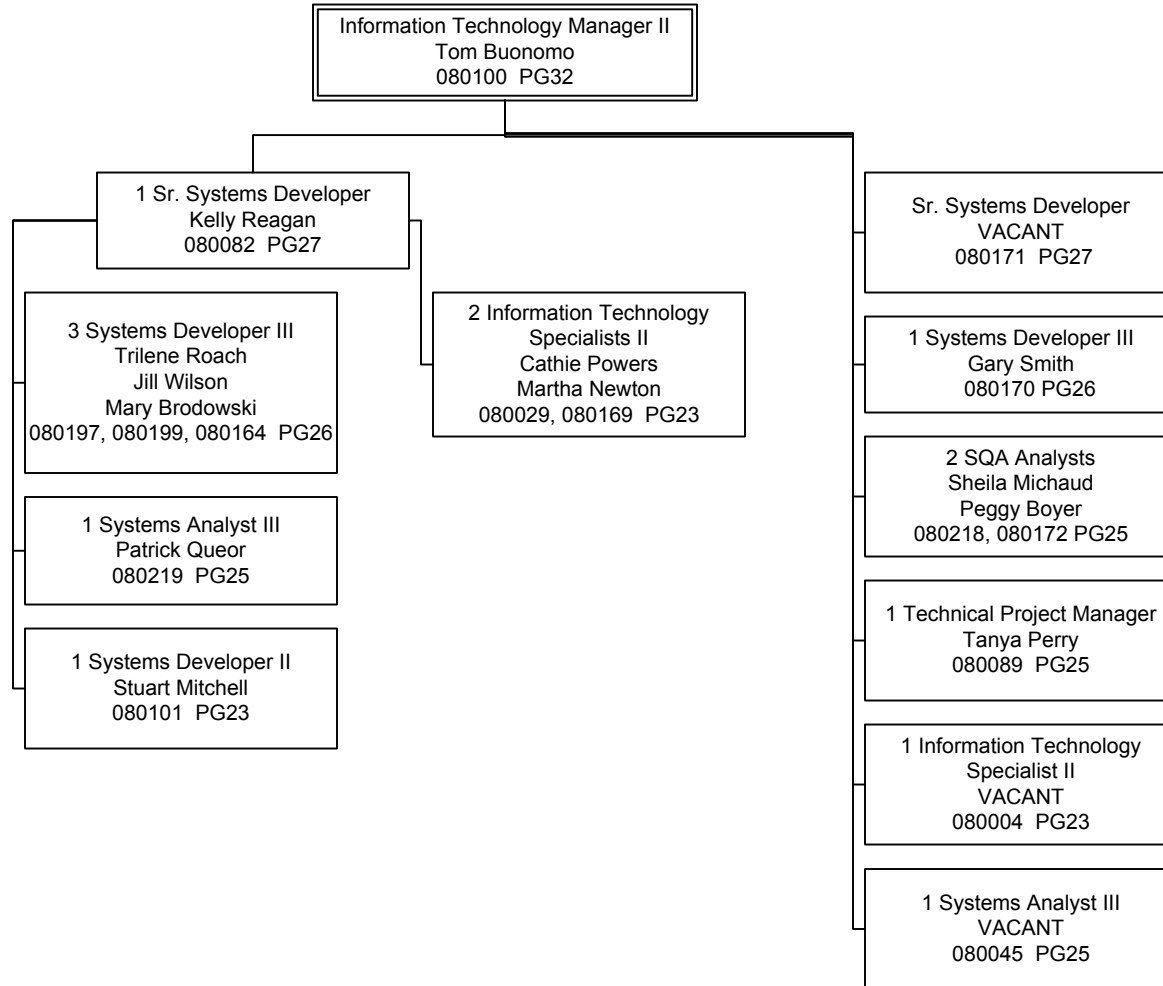 Information Technology Manager II
Tom Buonomo
080100 PG32
1 Sr. Systems Developer
Kelly Reagan
080082 PG27
3 Systems Developer III
Trilene Roach
Jill Wilson
Mary Brodowski
080197, 080199, 080164 PG26
1 Systems Analyst III
Patrick Queor
080219 PG25
1 Systems Developer II
Stuart Mitchell
080101 PG23
2 Information Technology
Specialists II
Cathie Powers
Martha Newton
080029, 080169 PG23
Sr. Systems Developer
VACANT
080171 PG27
1 Systems Developer III
Gary Smith
080170 PG26
2 SQA Analysts
Sheila Michaud
Peggy Boyer
080218, 080172 PG25
1 Technical Project Manager
Tanya Perry
080089 PG25
1 Information Technology
Specialist II
VACANT
080004 PG23
1 Systems Analyst III
VACANT
080045 PG25